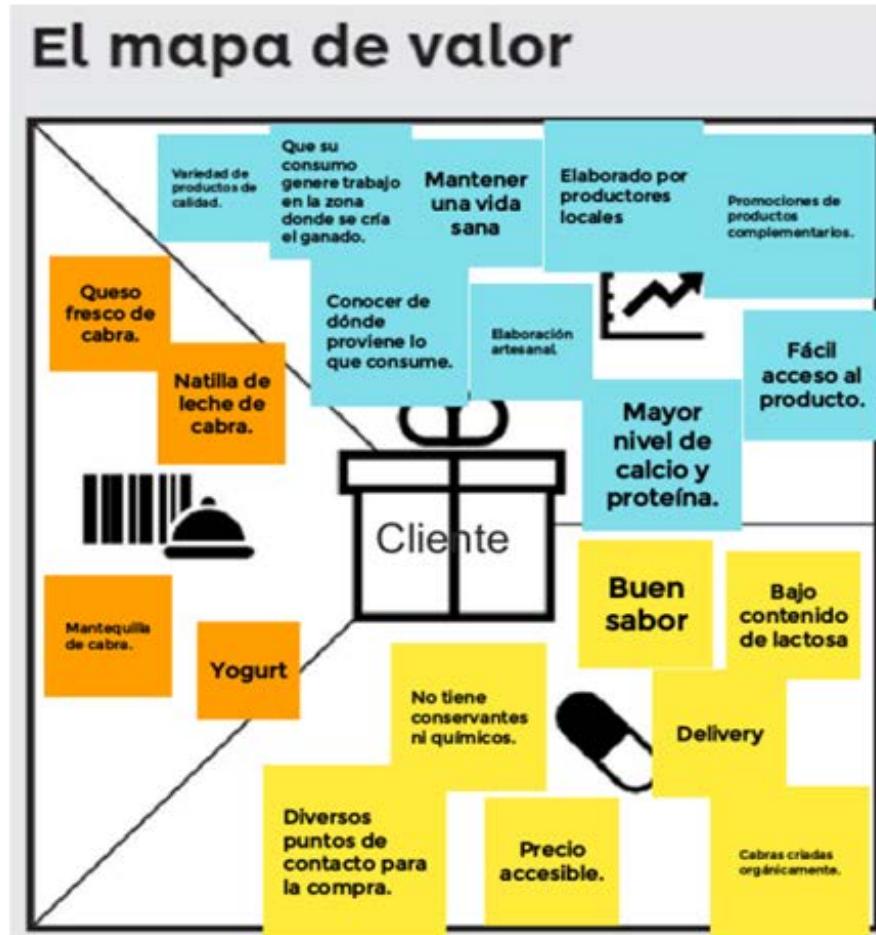 El mapa de valor
Variedad de
productos de
calidad.
Que su
consumo
genere trabajo
en la zona
donde se cría
el ganado.
Mantener
una vida
sana
Elaborado por
productores
locales
Promociones de
productos
complementarios.
Queso
fresco de
cabra.
Natilla de
leche de
cabra.
Conocer de
dónde
proviene lo
que consume.
Elaboración
artesanal.
Fácil
acceso al
producto.
Mayor
nivel de
calcio y
proteína.
Cliente
Mantequilla
de cabra.
Yogurt
Buen
sabor
Bajo
contenido
de lactosa
No tiene
conservantes
ni químicos.
Delivery
Diversos
puntos de
contacto para
la compra.
Precio
accesible.
Cabras criadas
orgánicamente.